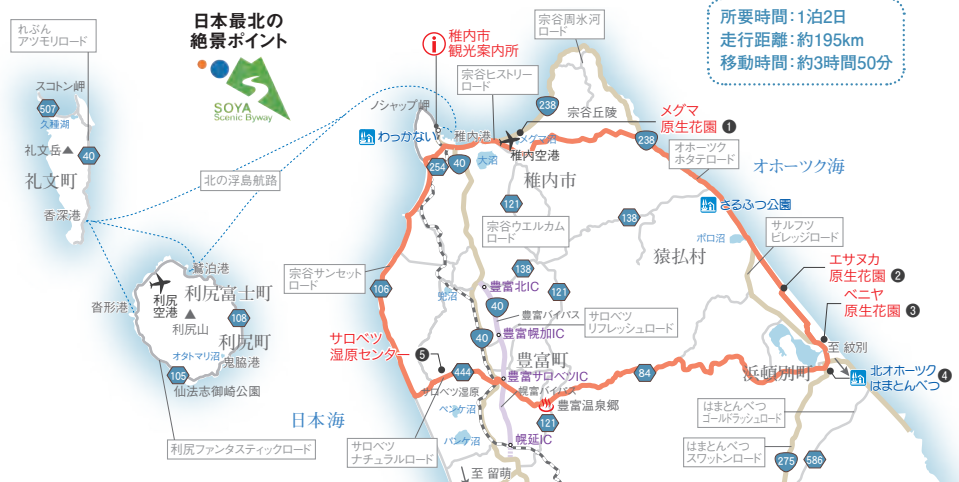 日本最北の
絶景ポイント
SOYA
Scenic Byway
所要時間:1泊2日
走行距離:約195km
移動時間:約3時間50分
れぶん
アツモリロード
スコトン岬
507
久種湖
礼文岳
40
礼文町
香深港
北の浮島航路
鴛泊港
沓形港
利尻
空港
利尻富士町
利尻山
108
利尻町
オタトマリ沼
鬼脇港
105
仙法志御崎公園
利尻ファンタスティックロード
稚内市
観光案内所
ノシャップ岬
わっかない
稚内港
宗谷ヒストリー
ロード
宗谷周氷河
ロード
238
宗谷丘陵
メグマ
原生花園 ❶
メグマ沼
稚内空港
238
オホーツク
ホタテロード
オホーツク海
254
40
大沼
稚内市
121
宗谷ウエルカム
ロード
138
さるふつ公園
ポロ沼
サルフツ
ビレッジロード
猿払村
138
宗谷サンセット
ロード
106
兜沼
豊富北IC
121
エサヌカ
原生花園 ❷
ベニヤ
原生花園 ❸
40
豊富バイパス
サロベツ
リフレッシュロード
豊富幌加IC
40
サロベツ
湿原センター ❺
豊富町
至 紋別
444
豊富サロベツIC
84
浜頓別町
北オホーツク
はまとんべつ ❹
サロベツ湿原
幌富バイパス
豊富温泉郷
ペンケ沼
121
日本海
はまとんべつ
ゴールドラッシュロード
パンケ沼
幌延IC
サロベツ
ナチュラルロード
はまとんべつ
スワットンロード
275
586
至 留萌